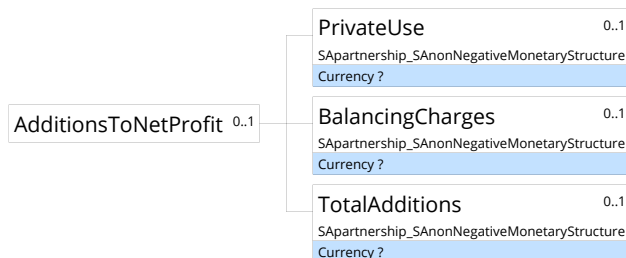 PrivateUse 0..1
SApartnership_SAnonNegativeMonetaryStructure
Currency ?
AdditionsToNetProfit 0..1
BalancingCharges 0..1
SApartnership_SAnonNegativeMonetaryStructure
Currency ?
TotalAdditions 0..1
SApartnership_SAnonNegativeMonetaryStructure
Currency ?